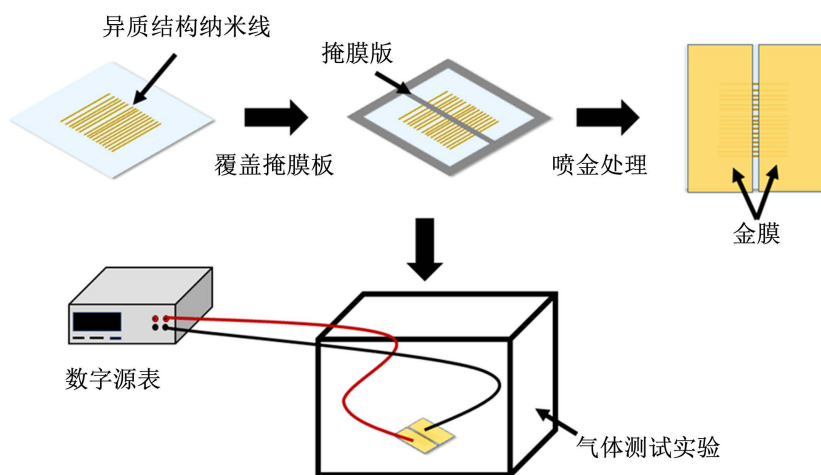 异质结构纳米线
掩膜版
覆盖掩膜板
喷金处理
金膜
数字源表
气体测试实验